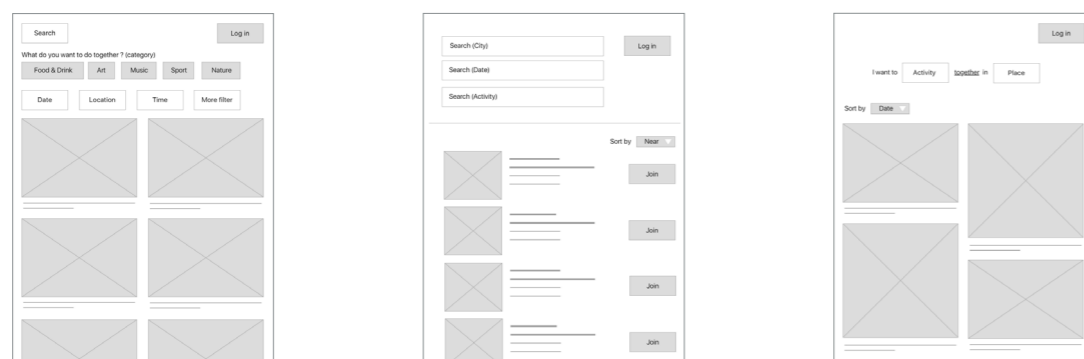 Search
Log in
What do you want to do together ? (category)
Food & Drink Art Music Sport Nature
Date Location Time More filter
Search (City)
Log in
Search (Date)
Search (Activity)
Sort by Near
Join
Join
Join
Join
Log in
I want to Activity together in Place
Sort by Date